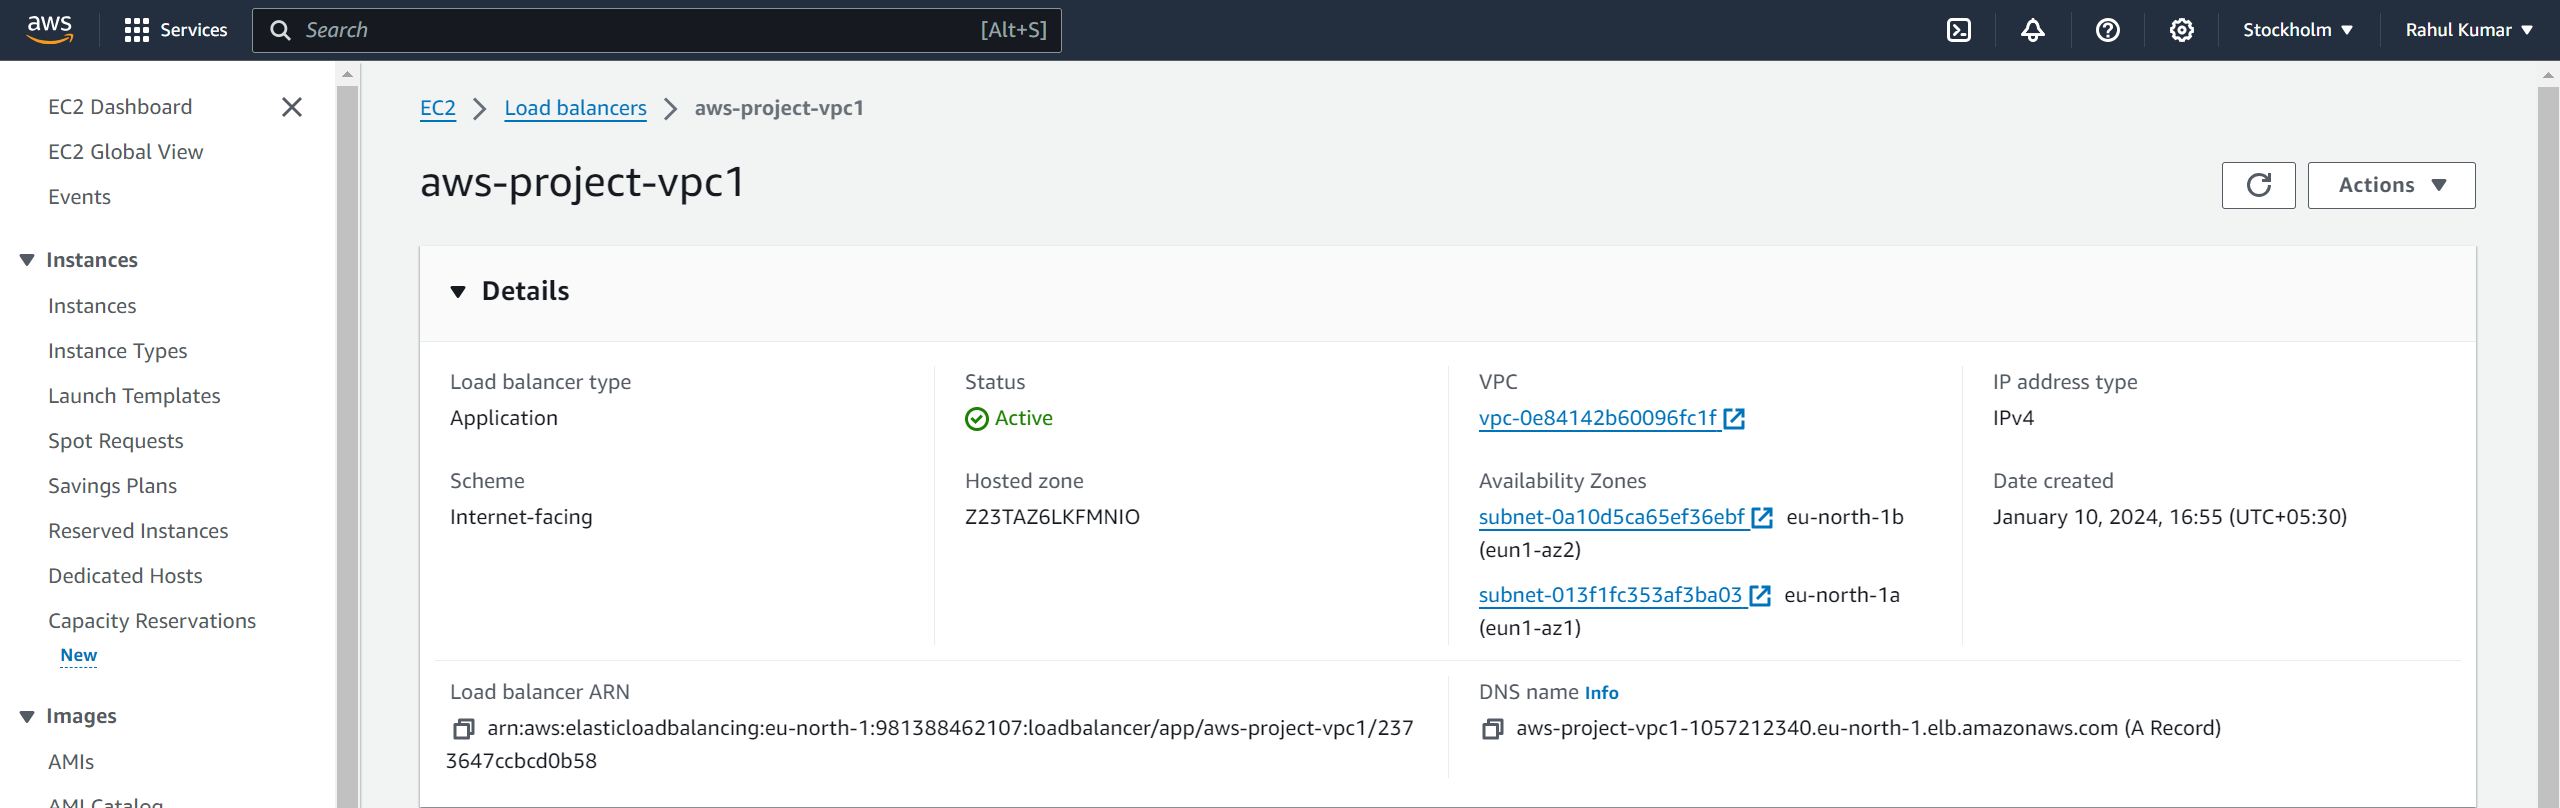 aws
Services
Search
[Alt+S]
Stockholm
Rahul Kumar
EC2 Dashboard
EC2 Global View
Events
Instances
Instances
Instance Types
Launch Templates
Spot Requests
Savings Plans
Reserved Instances
Dedicated Hosts
Capacity Reservations
New
Images
AMIs
AMI Catalog
EC2 > Load balancers > aws-project-vpc1
aws-project-vpc1
Actions
Details
Load balancer type
Application
Scheme
Internet-facing
Status
Active
Hosted zone
Z23TAZ6LKFMNIO
VPC
vpc-0e84142b60096fc1f
Availability Zones
subnet-0a10d5ca65ef36ebf eu-north-1b
(eun1-az2)
subnet-013f1fc353af3ba03 eu-north-1a
(eun1-az1)
IP address type
IPv4
Date created
January 10, 2024, 16:55 (UTC+05:30)
Load balancer ARN
arn:aws:elasticloadbalancing:eu-north-1:981388462107:loadbalancer/app/aws-project-vpc1/237
3647ccbcd0b58
DNS name Info
aws-project-vpc1-1057212340.eu-north-1.elb.amazonaws.com (A Record)